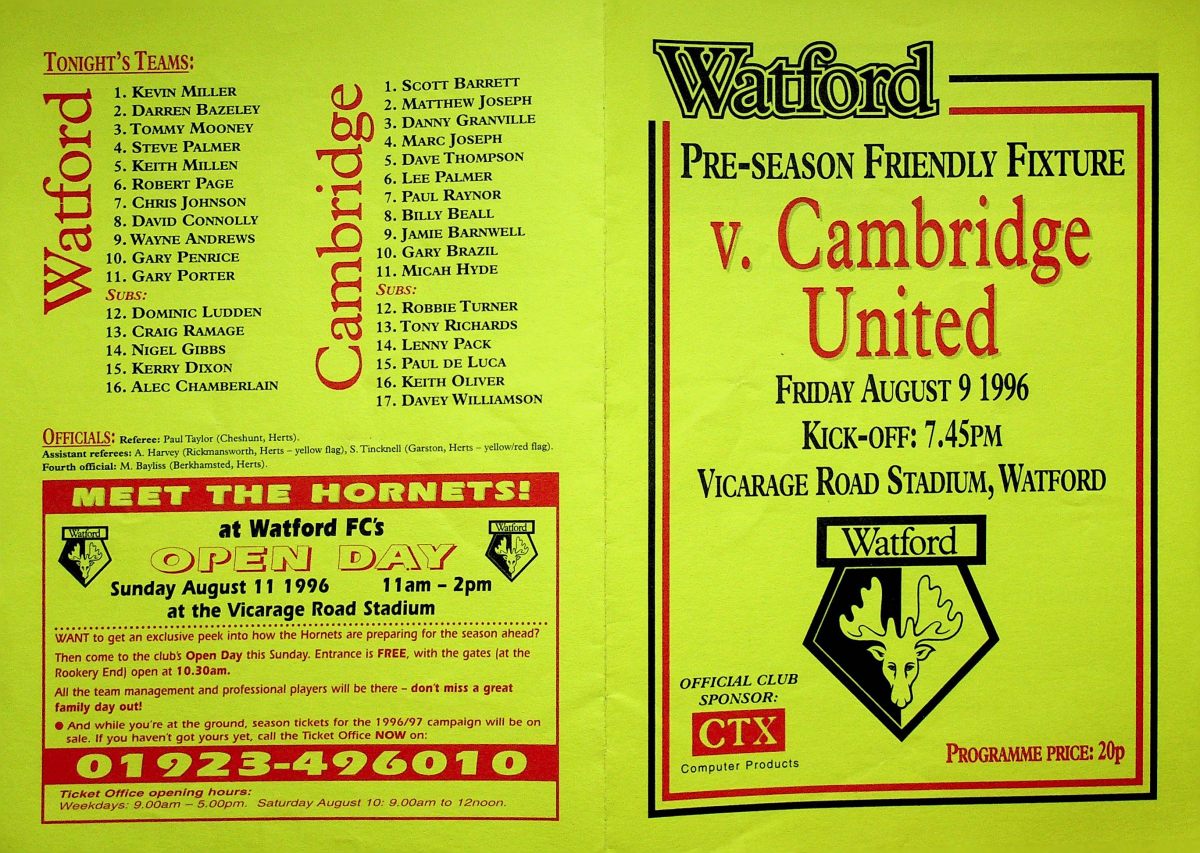 TONIGHT'S TEAMS:
Watford
1. KEVIN MILLER
2. DARREN BAZELEY
3. TOMMY MOONEY
4. STEVE PALMER
5. KEITH MILLEN
6. ROBERT PAGE
7. CHRIS JOHNSON
8. DAVID CONNOLLY
9. WAYNE ANDREWS
10. GARY PENRICE
11. GARY PORTER
SUBS:
12. DOMINIC LUDDEN
13. CRAIG RAMAGE
14. NIGEL GIBBS
15. KERRY DIXON
16. ALEC CHAMBERLAIN
Cambridge
1. SCOTT BARRETT
2. MATTHEW JOSEPH
3. DANNY GRANVILLE
4. MARC JOSEPH
5. DAVE THOMPSON
6. LEE PALMER
7. PAUL RAYNOR
8. BILLY BEALL
9. JAMIE BARNWELL
10. GARY BRAZIL
11. MICAH HYDE
SUBS:
12. ROBBIE TURNER
13. TONY RICHARDS
14. LENNY PACK
15. PAUL DE LUCA
16. KEITH OLIVER
17. DAVEY WILLIAMSON
OFFICIALS: Referee: Paul Taylor (Cheshunt, Herts).
Assistant referees: A. Harvey (Rickmansworth, Herts – yellow flag), S. Tincknell (Garston, Herts – yellow/red flag).
Fourth official: M. Bayliss (Berkhamsted, Herts).
MEET THE HORNETS!
Watford
at Watford FC's
Watford
OPEN DAY
Sunday August 11 1996 11am – 2pm
at the Vicarage Road Stadium
WANT to get an exclusive peek into how the Hornets are preparing for the season ahead?
Then come to the club's Open Day this Sunday. Entrance is FREE, with the gates (at the
Rookery End) open at 10.30am.
All the team management and professional players will be there – don't miss a great
family day out!
● And while you're at the ground, season tickets for the 1996/97 campaign will be on
sale. If you haven't got yours yet, call the Ticket Office NOW on:
01923-496010
Ticket Office opening hours:
Weekdays: 9.00am – 5.00pm. Saturday August 10: 9.00am to 12noon.
Watford
PRE-SEASON FRIENDLY FIXTURE
v. Cambridge
United
FRIDAY AUGUST 9 1996
KICK-OFF: 7.45PM
VICARAGE ROAD STADIUM, WATFORD
Watford
OFFICIAL CLUB
SPONSOR:
CTX
Computer Products
PROGRAMME PRICE: 20p